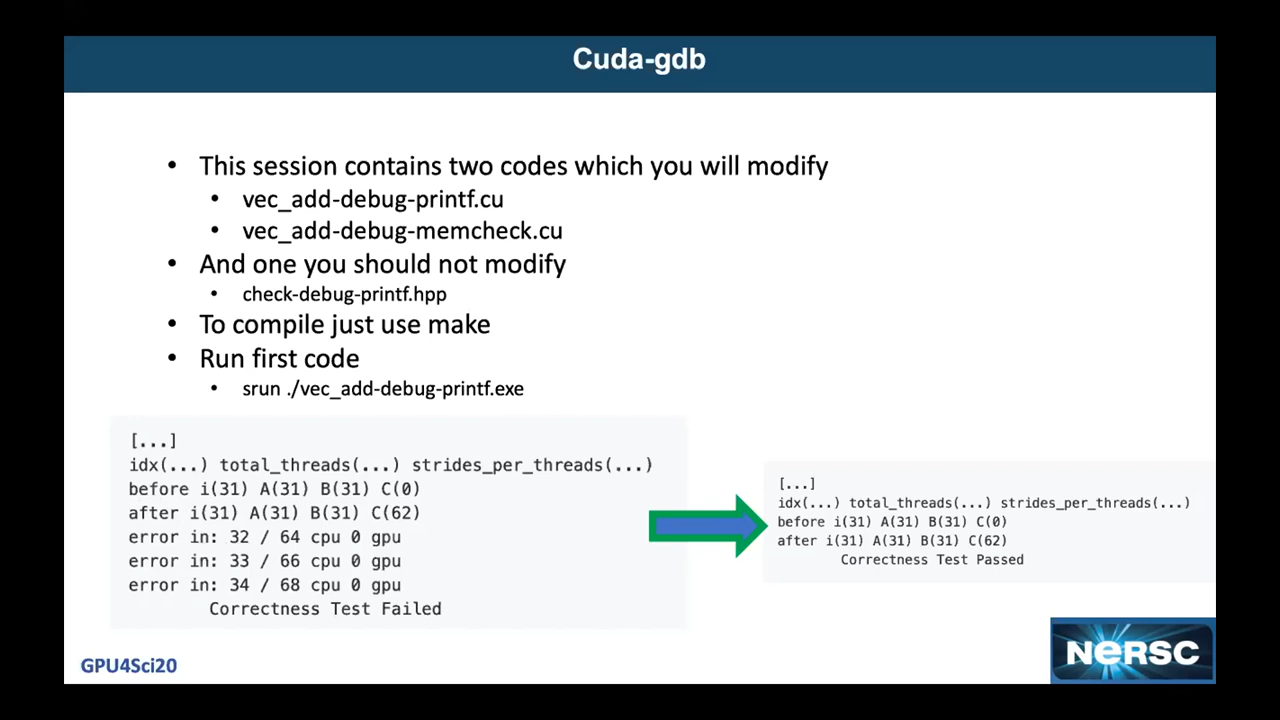 Cuda-gdb
• This session contains two codes which you will modify
• vec_add-debug-printf.cu
• vec_add-debug-memcheck.cu
• And one you should not modify
• check-debug-printf.hpp
• To compile just use make
• Run first code
• srun ./vec_add-debug-printf.exe
[...]
idx(...) total_threads(...) strides_per_threads(...)
before i(31) A(31) B(31) C(0)
after i(31) A(31) B(31) C(62)
error in: 32 / 64 cpu 0 gpu
error in: 33 / 66 cpu 0 gpu
error in: 34 / 68 cpu 0 gpu
Correctness Test Failed
[...]
idx(...) total_threads(...) strides_per_threads(...)
before i(31) A(31) B(31) C(0)
after i(31) A(31) B(31) C(62)
Correctness Test Passed
GPU4Sci20
NERSC